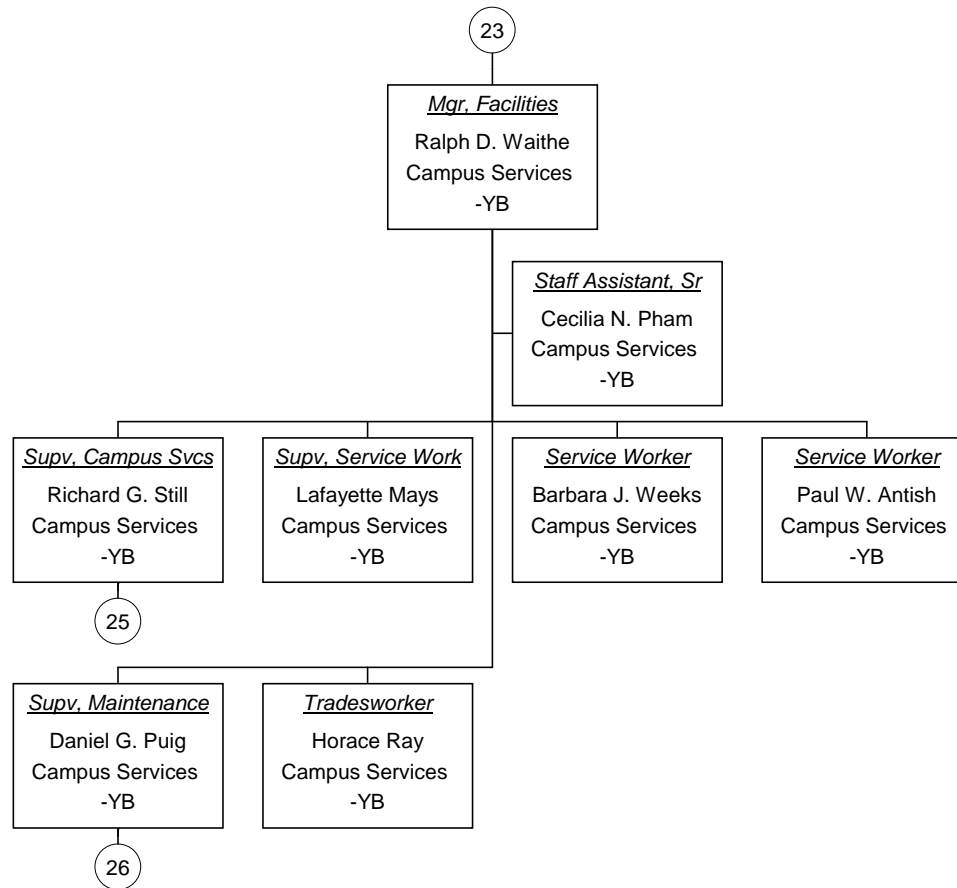 23
Mgr, Facilities
Ralph D. Waithe
Campus Services
-YB
Staff Assistant, Sr
Cecilia N. Pham
Campus Services
-YB
Supv, Campus Svcs
Richard G. Still
Campus Services
-YB
25
Supv, Service Work
Lafayette Mays
Campus Services
-YB
Service Worker
Barbara J. Weeks
Campus Services
-YB
Service Worker
Paul W. Antish
Campus Services
-YB
Supv, Maintenance
Daniel G. Puig
Campus Services
-YB
26
Tradesworker
Horace Ray
Campus Services
-YB